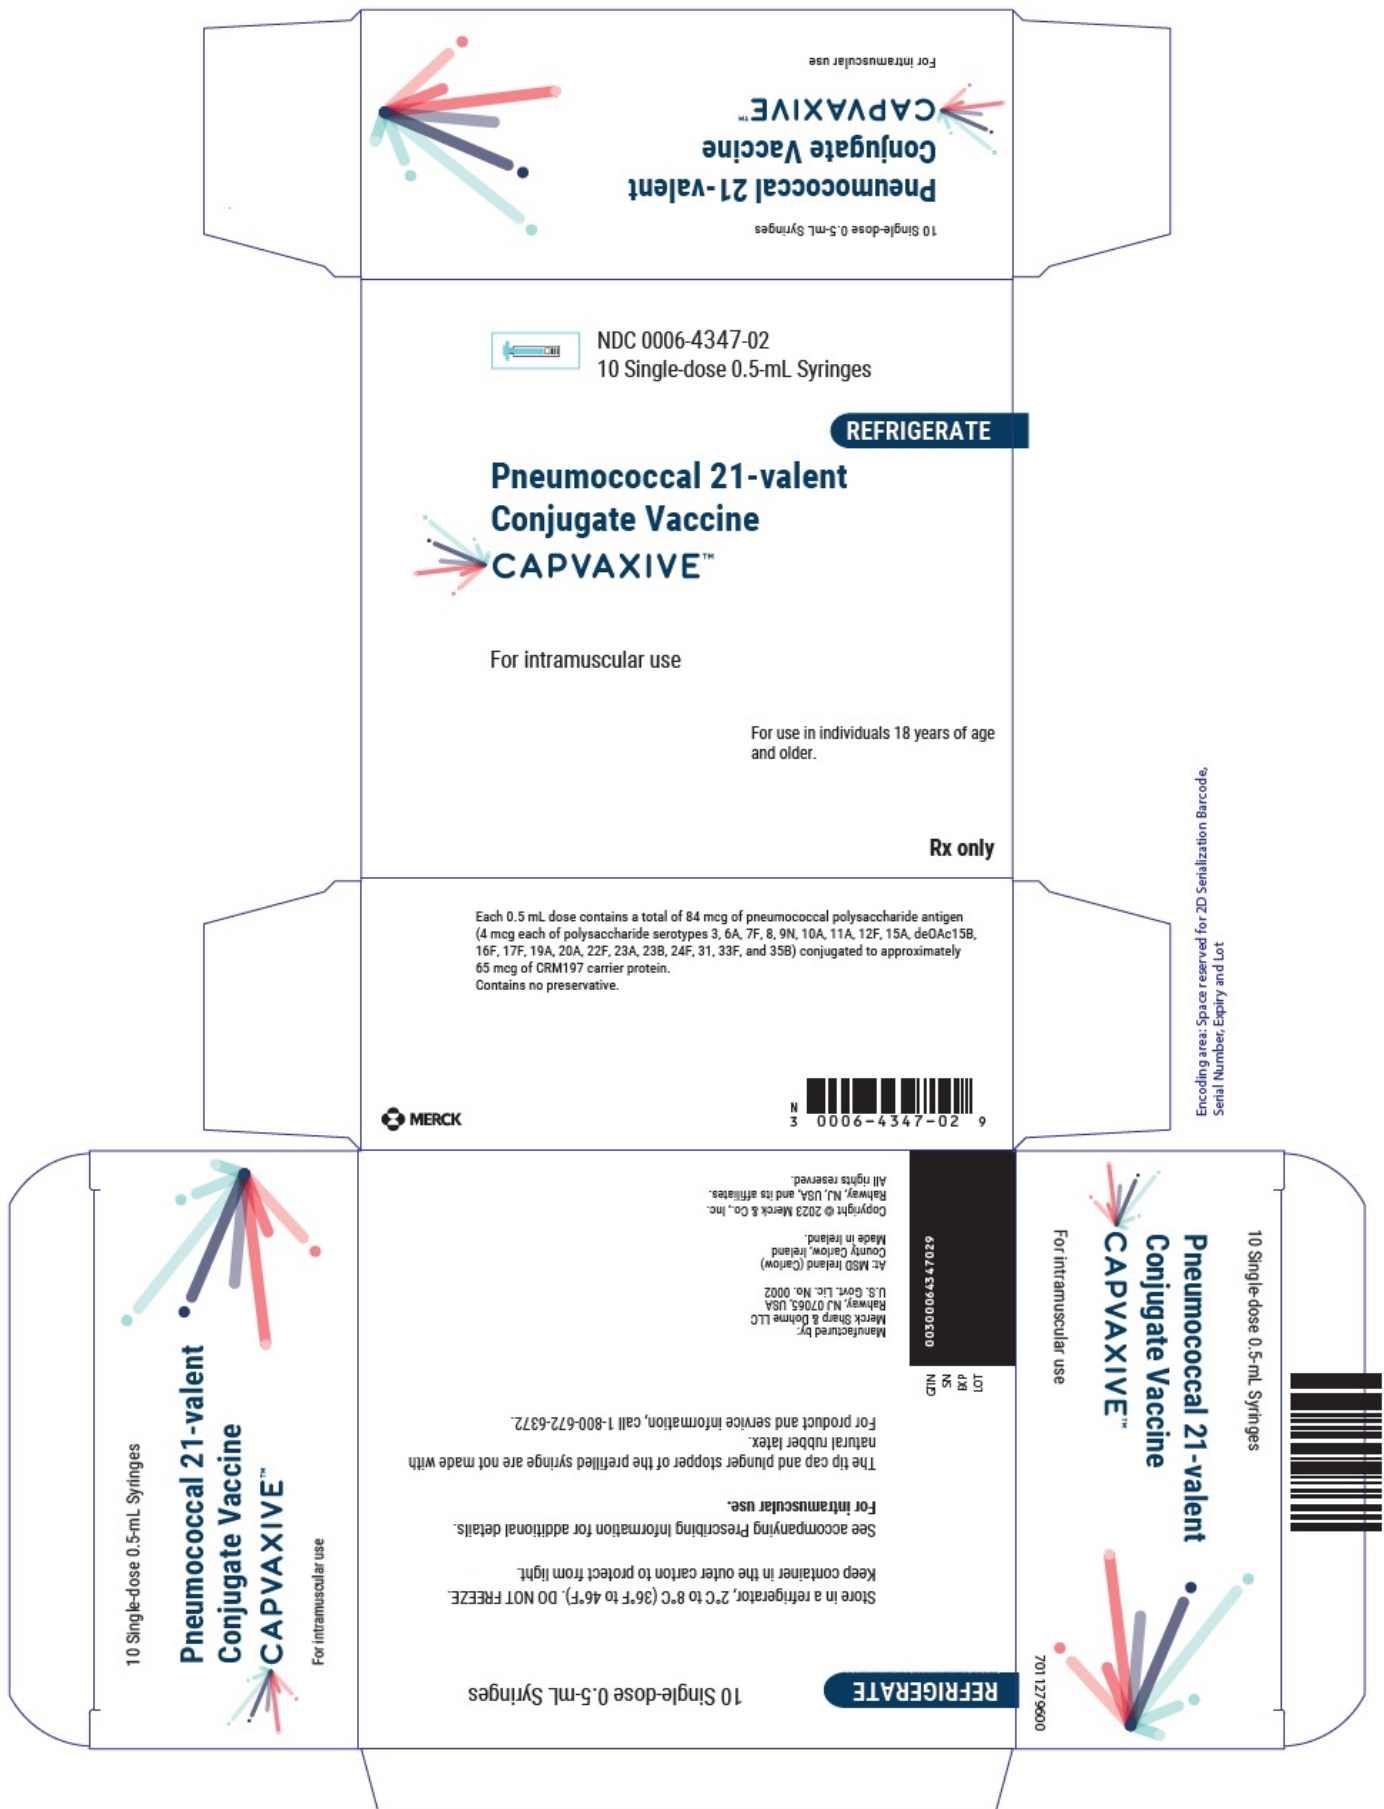 For intramuscular use
CAPVAXIVE™
Conjugate Vaccine
Pneumococcal 21-valent
10 Single-dose 0.5-mL Syringes
NDC 0006-4347-02
10 Single-dose 0.5-mL Syringes
REFRIGERATE
Pneumococcal 21-valent
Conjugate Vaccine
CAPVAXIVE™
For intramuscular use
For use in individuals 18 years of age
and older.
Rx only
Each 0.5 mL dose contains a total of 84 mcg of pneumococcal polysaccharide antigen
(4 mcg each of polysaccharide serotypes 3, 6A, 7F, 8, 9N, 10A, 11A, 12F, 15A, deOAc15B,
16F, 17F, 19A, 20A, 22F, 23A, 23B, 24F, 31, 33F, and 35B) conjugated to approximately
65 mcg of CRM197 carrier protein.
Contains no preservative.
MERCK
N
3 0006-4347-02 9
Encoding area: Space reserved for 2D Serialization Barcode,
Serial Number, Expiry and Lot
10 Single-dose 0.5-mL Syringes
Pneumococcal 21-valent
Conjugate Vaccine
CAPVAXIVE™
For intramuscular use
REFRIGERATE
10 Single-dose 0.5-mL Syringes
Store in a refrigerator, 2°C to 8°C (36°F to 46°F). DO NOT FREEZE.
Keep container in the outer carton to protect from light.
See accompanying Prescribing Information for additional details.
For intramuscular use.
The tip cap and plunger stopper of the prefilled syringe are not made with
natural rubber latex.
For product and service information, call 1-800-672-6372.
Manufactured by:
Merck Sharp & Dohme LLC
Rahway, NJ 07065, USA
U.S. Govt. Lic. No. 0002
At: MSD Ireland (Carlow)
County Carlow, Ireland
Made in Ireland.
Copyright © 2023 Merck & Co., Inc.
Rahway, NJ, USA, and its affiliates.
All rights reserved.
GTIN 00300064347029
SN
EXP
LOT
10 Single-dose 0.5-mL Syringes
Pneumococcal 21-valent
Conjugate Vaccine
CAPVAXIVE™
For intramuscular use
7011279600